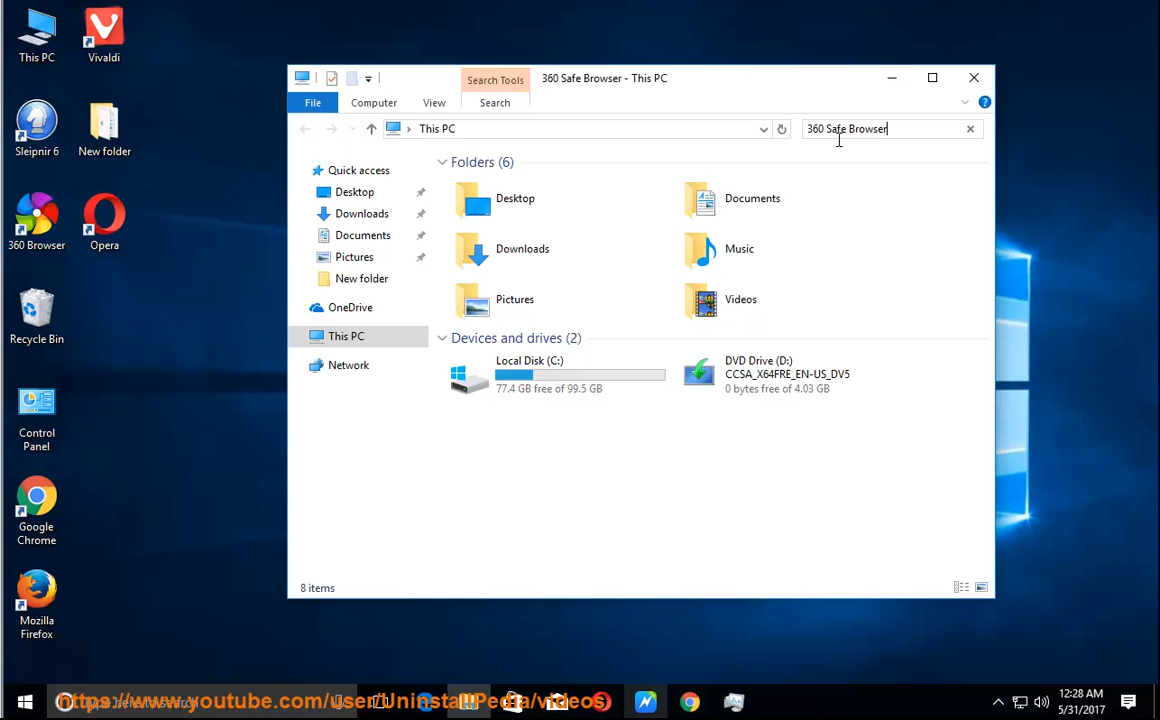 This PC
Vivaldi
Sleipnir 6
New folder
360 Browser
Opera
Recycle Bin
Control
Panel
Google
Chrome
Mozilla
Firefox
Search Tools
360 Safe Browser - This PC
File
Computer
View
Search
This PC
360 Safe Browser
Quick access
Desktop
Downloads
Documents
Pictures
New folder
OneDrive
This PC
Network
Folders (6)
Desktop
Documents
Downloads
Music
Pictures
Videos
Devices and drives (2)
Local Disk (C:)
77.4 GB free of 99.5 GB
DVD Drive (D:)
CCSA_X64FRE_EN-US_DV5
0 bytes free of 4.03 GB
8 items
Type here to search
https://www.youtube.com/user/UninstallPedia/videos
12:28 AM
5/31/2017